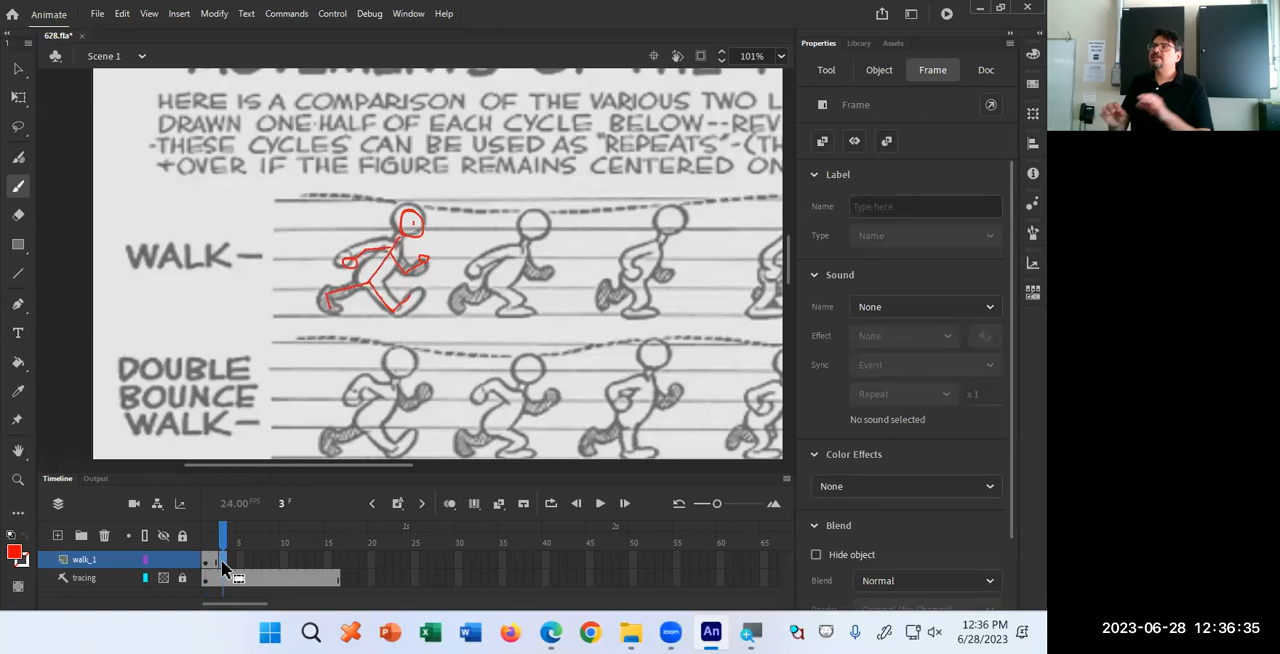 Animate File Edit View Insert Modify Text Commands Control Debug Window Help
628.fla* ×
Scene 1
101%
HERE IS A COMPARISON OF THE VARIOUS TWO L
DRAWN ONE-HALF OF EACH CYCLE BELOW--REV
-THESE CYCLES CAN BE USED AS "REPEATS"-(TH
+OVER IF THE FIGURE REMAINS CENTERED ON
WALK—
DOUBLE
BOUNCE
WALK—
Properties Library Assets
Tool Object Frame Doc
Frame
Label
Name Type here
Type Name
Sound
Name None
Effect None
Sync Event
Repeat x 1
No sound selected
Color Effects
None
Blend
Hide object
Blend Normal
Timeline Output
24.00 FPS 3 F
1s 2s
5 10 15 20 25 30 35 40 45 50 55 60 65
walk_1
tracing
zoom
An
12:36 PM
6/28/2023
2023-06-28 12:36:35